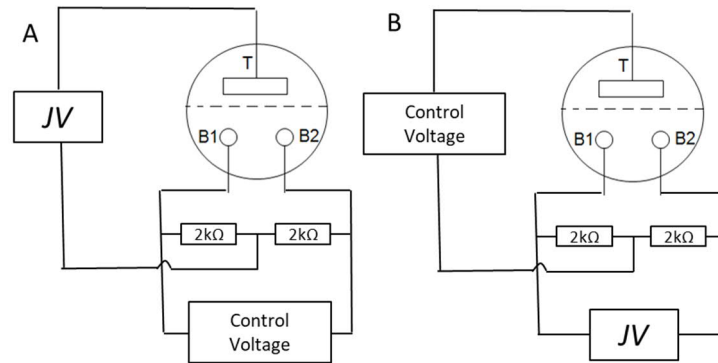 A
T
JV
B1
B2
2kΩ
2kΩ
Control
Voltage
B
T
Control
Voltage
B1
B2
2kΩ
2kΩ
JV